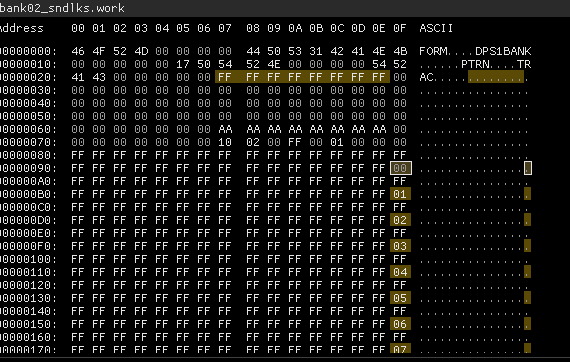 bank02_sndlks.work
Address 00 01 02 03 04 05 06 07 08 09 0A 0B 0C 0D 0E 0F ASCII
00000000: 46 4F 52 4D 00 00 00 00 44 50 53 31 42 41 4E 4B FORM....DPS1BANK
00000010: 00 00 00 00 00 17 50 54 52 4E 00 00 00 00 54 52 ......PTRN....TR
00000020: 41 43 00 00 00 00 00 FF FF FF FF FF FF FF FF 00 AC..............
00000030: 00 00 00 00 00 00 00 00 00 00 00 00 00 00 00 00 ................
00000040: 00 00 00 00 00 00 00 00 00 00 00 00 00 00 00 00 ................
00000050: 00 00 00 00 00 00 00 00 00 00 00 00 00 00 00 00 ................
00000060: 00 00 00 00 00 00 00 AA AA AA AA AA AA AA AA 00 ................
00000070: 00 00 00 00 00 00 00 10 02 00 FF 00 01 00 00 00 ................
00000080: FF FF FF FF FF FF FF FF FF FF FF FF FF FF FF FF ................
00000090: FF FF FF FF FF FF FF FF FF FF FF FF FF FF FF 00 ................
000000A0: FF FF FF FF FF FF FF FF FF FF FF FF FF FF FF FF ................
000000B0: FF FF FF FF FF FF FF FF FF FF FF FF FF FF FF 01 ................
000000C0: FF FF FF FF FF FF FF FF FF FF FF FF FF FF FF FF ................
000000D0: FF FF FF FF FF FF FF FF FF FF FF FF FF FF FF 02 ................
000000E0: FF FF FF FF FF FF FF FF FF FF FF FF FF FF FF FF ................
000000F0: FF FF FF FF FF FF FF FF FF FF FF FF FF FF FF 03 ................
00000100: FF FF FF FF FF FF FF FF FF FF FF FF FF FF FF FF ................
00000110: FF FF FF FF FF FF FF FF FF FF FF FF FF FF FF 04 ................
00000120: FF FF FF FF FF FF FF FF FF FF FF FF FF FF FF FF ................
00000130: FF FF FF FF FF FF FF FF FF FF FF FF FF FF FF 05 ................
00000140: FF FF FF FF FF FF FF FF FF FF FF FF FF FF FF FF ................
00000150: FF FF FF FF FF FF FF FF FF FF FF FF FF FF FF 06 ................
00000160: FF FF FF FF FF FF FF FF FF FF FF FF FF FF FF FF ................
00000170: FF FF FF FF FF FF FF FF FF FF FF FF FF FF FF 07 ................